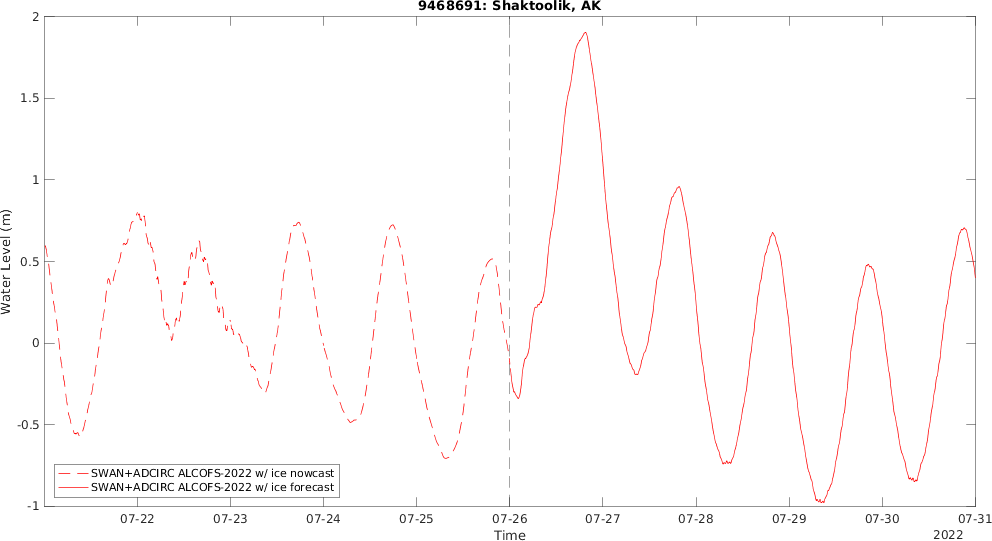 9468691: Shaktoolik, AK
2
1.5
1
0.5
0
-0.5
-1
Water Level (m)
SWAN+ADCIRC ALCOFS-2022 w/ ice nowcast
SWAN+ADCIRC ALCOFS-2022 w/ ice forecast
07-22 07-23 07-24 07-25 07-26 07-27 07-28 07-29 07-30 07-31
Time
2022